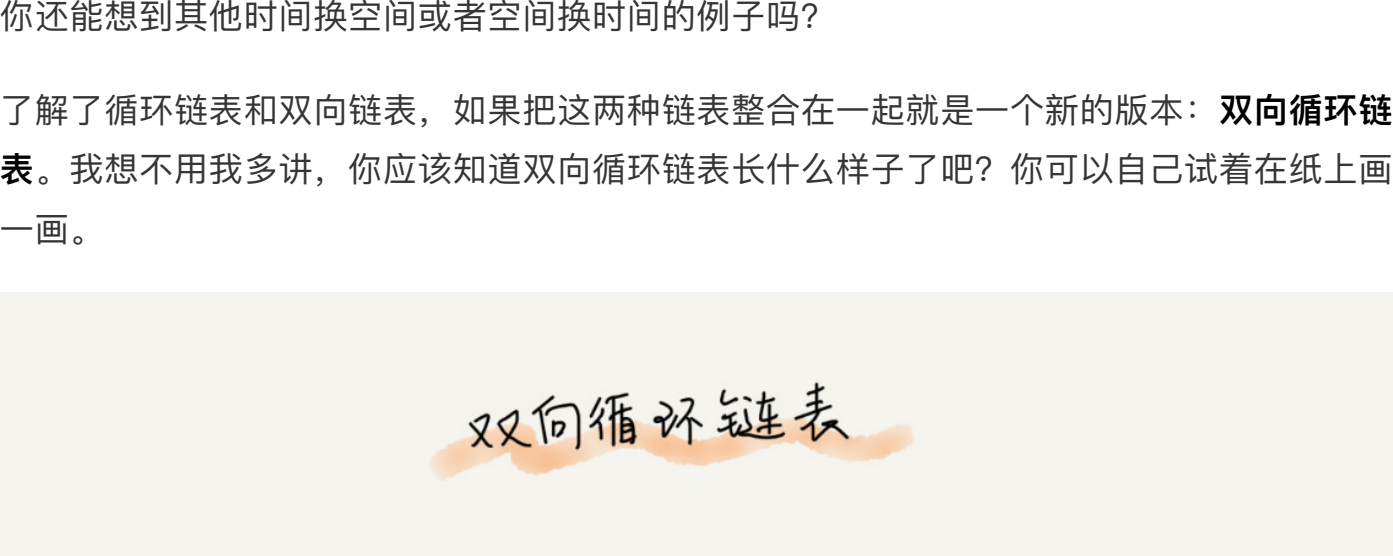 你还能想到其他时间换空间或者空间换时间的例子吗？
了解了循环链表和双向链表，如果把这两种链表整合在一起就是一个新的版本：双向循环链
表。我想不用我多讲，你应该知道双向循环链表长什么样子了吧？你可以自己试着在纸上画
一画。
双向循环链表